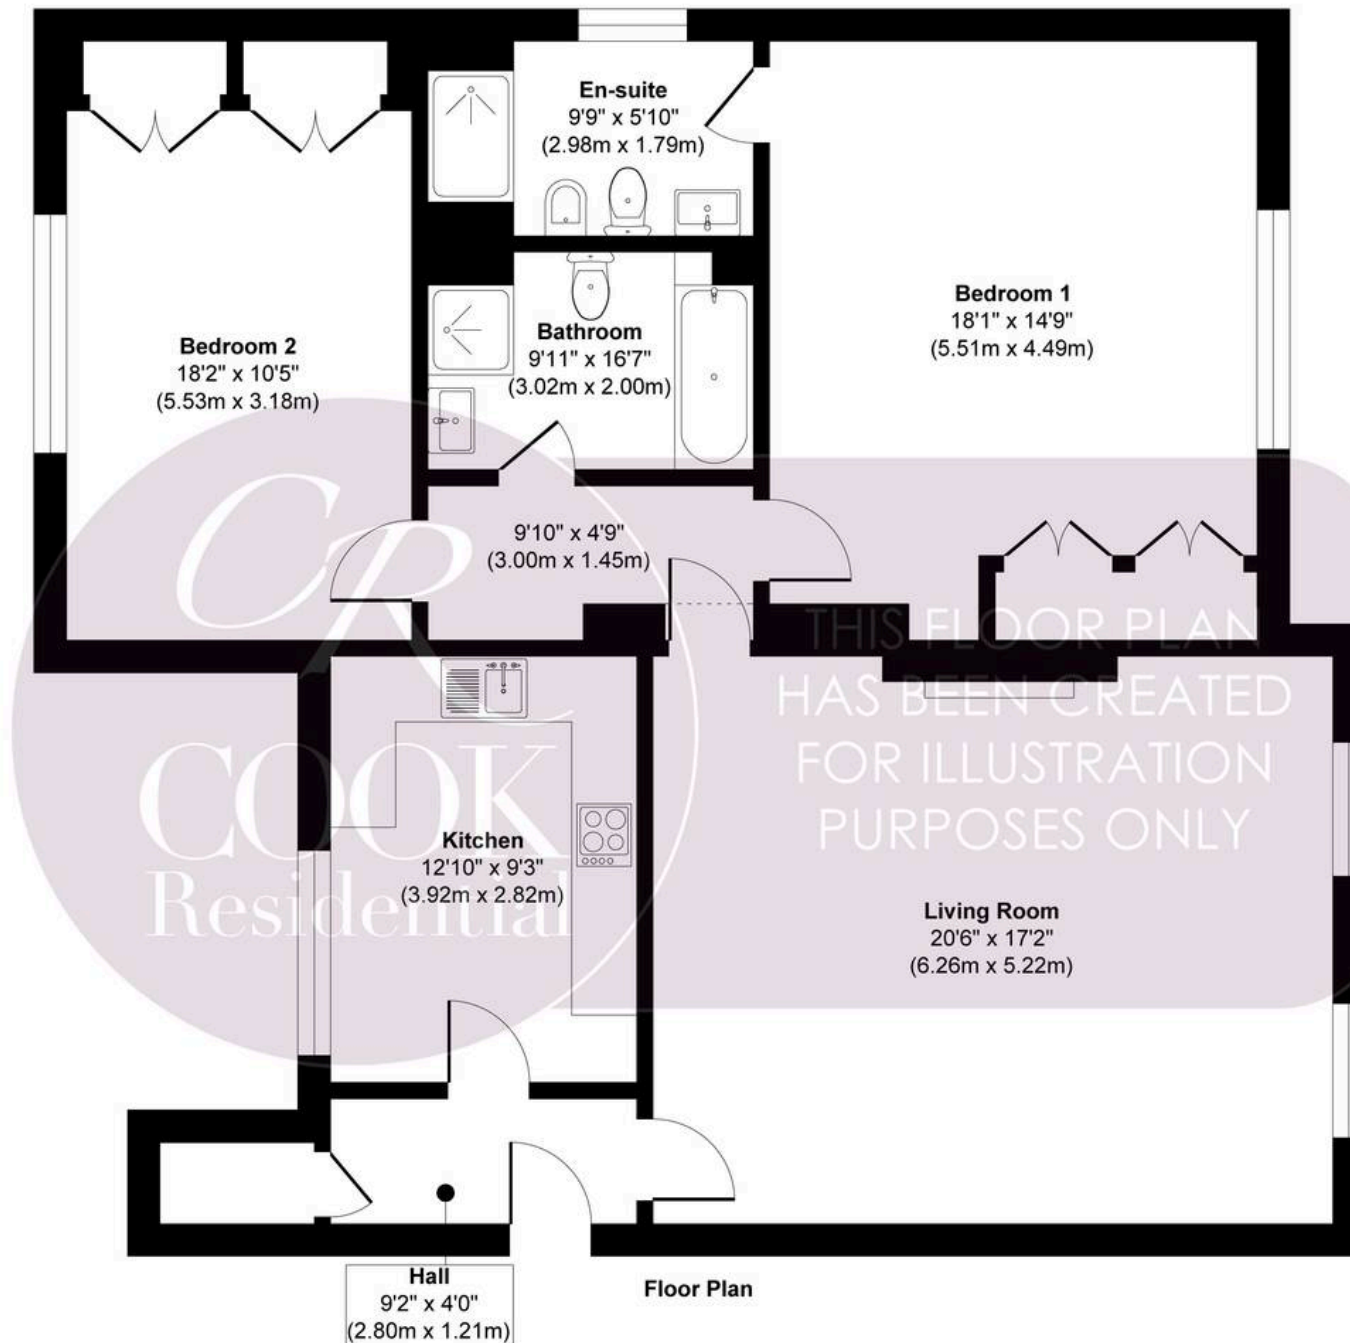 En-suite
9'9" x 5'10"
(2.98m x 1.79m)
Bedroom 1
18'1" x 14'9"
(5.51m x 4.49m)
Bedroom 2
18'2" x 10'5"
(5.53m x 3.18m)
Bathroom
9'11" x 16'7"
(3.02m x 2.00m)
9'10" x 4'9"
(3.00m x 1.45m)
CR
COOK
Residential
THIS FLOOR PLAN
HAS BEEN CREATED
FOR ILLUSTRATION
PURPOSES ONLY
Kitchen
12'10" x 9'3"
(3.92m x 2.82m)
Living Room
20'6" x 17'2"
(6.26m x 5.22m)
Hall
9'2" x 4'0"
(2.80m x 1.21m)
Floor Plan